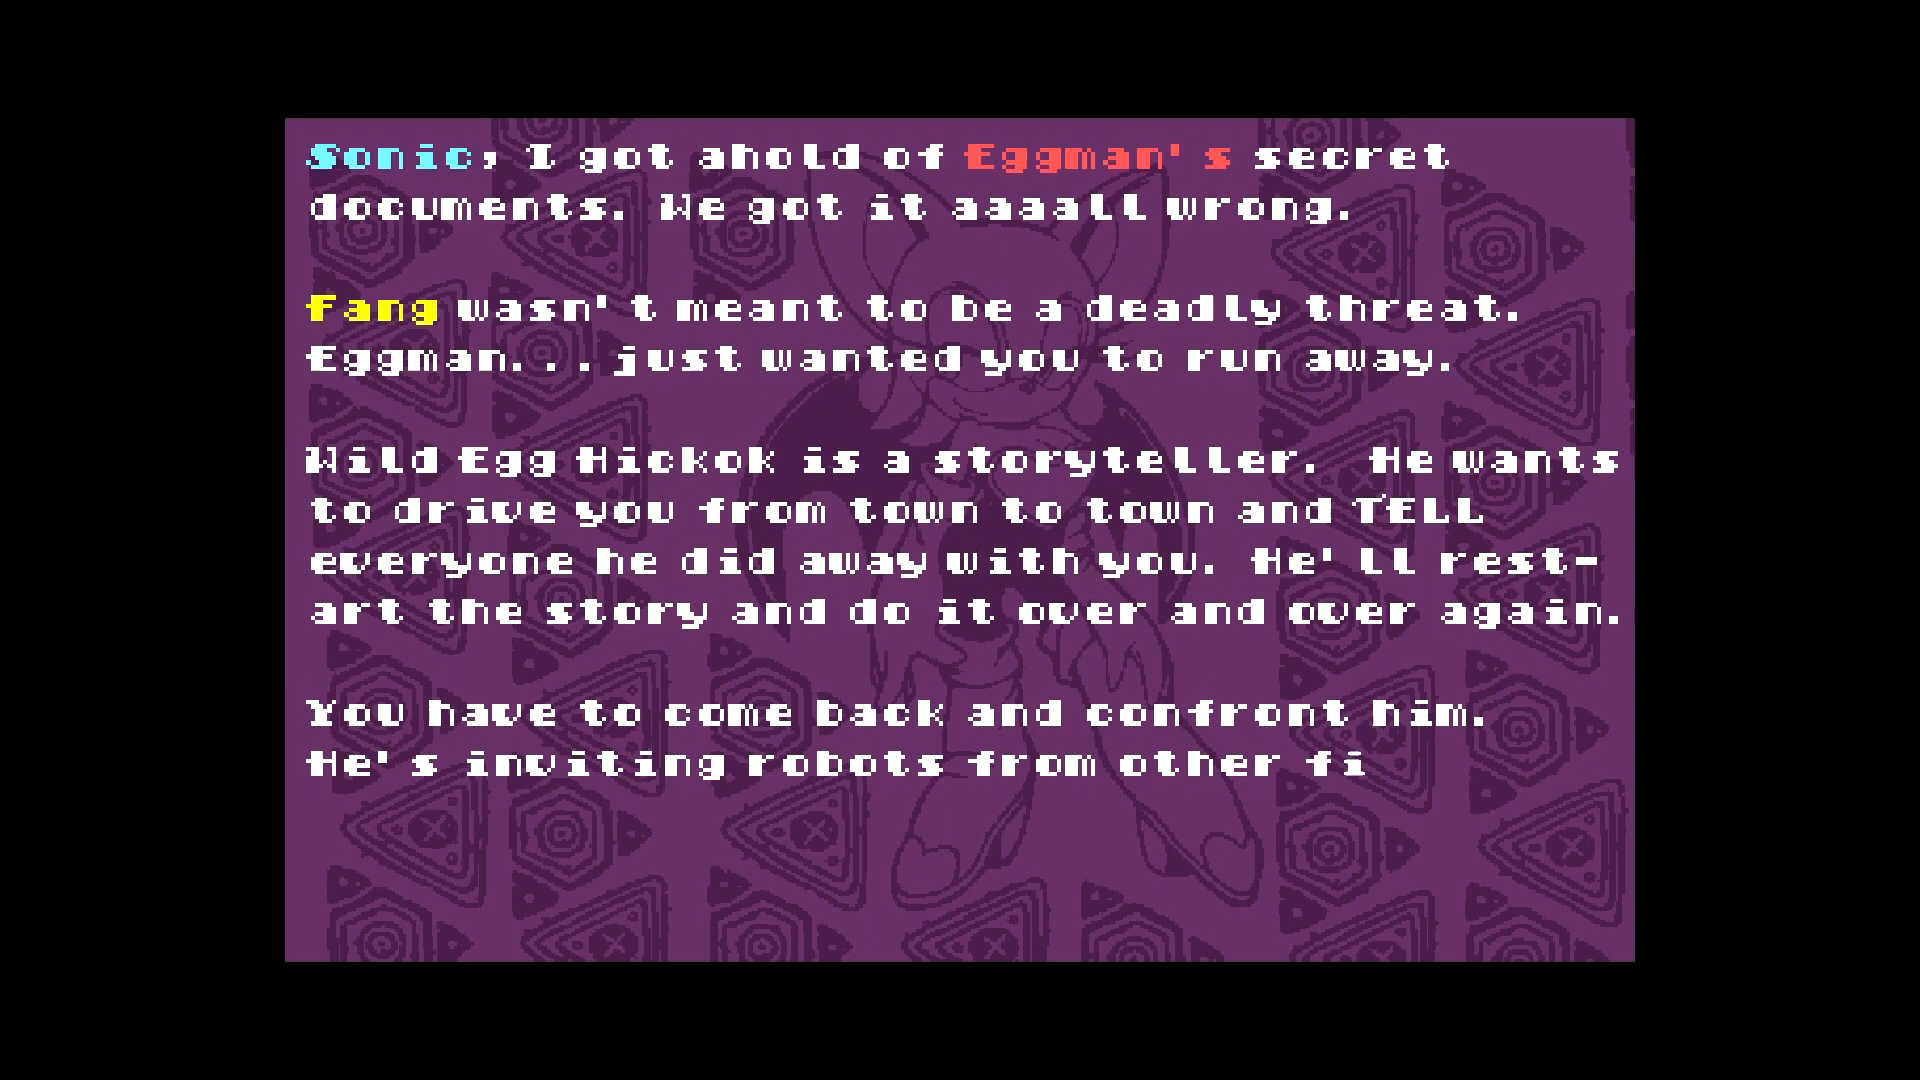 Sonic, I got ahold of Eggman's secret
documents. We got it aaaall wrong.
Fang wasn't meant to be a deadly threat.
Eggman...just wanted you to run away.
Wild Egg Hickok is a storyteller. He wants
to drive you from town to town and TELL
everyone he did away with you. He'll rest-
art the story and do it over and over again.
You have to come back and confront him.
He's inviting robots from other fi